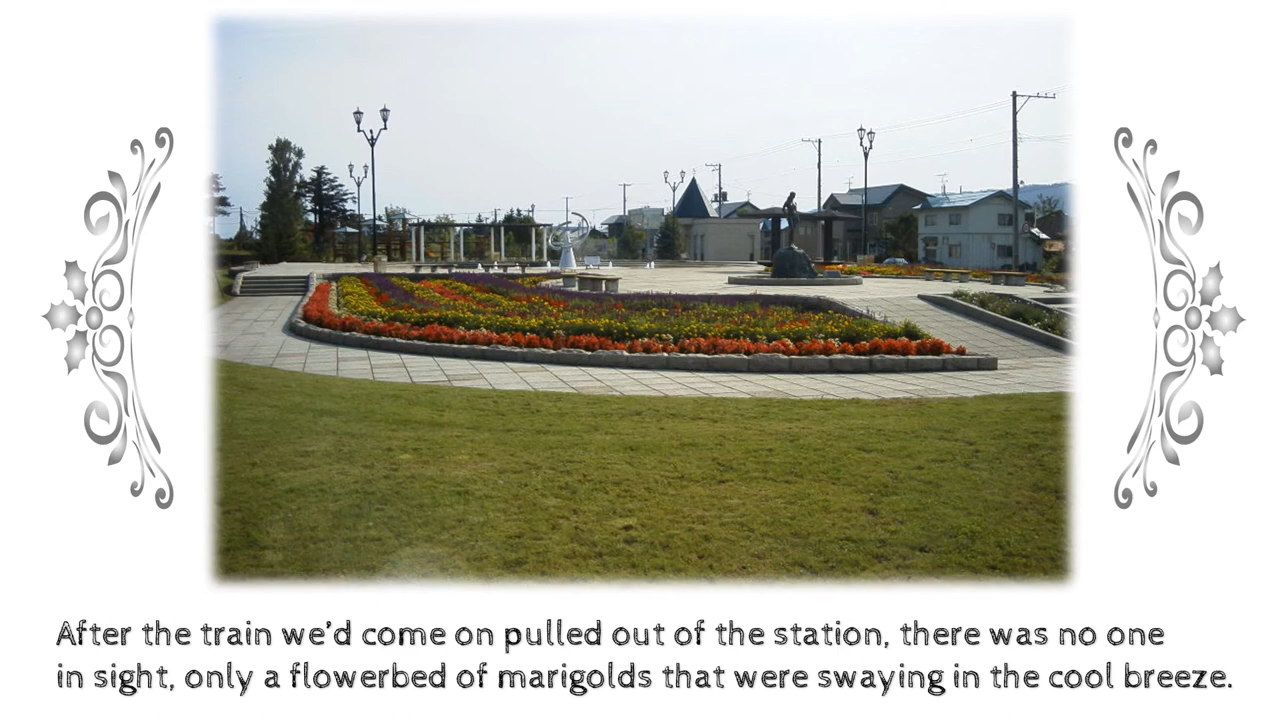 After the train we'd come on pulled out of the station, there was no one
in sight, only a flowerbed of marigolds that were swaying in the cool breeze.